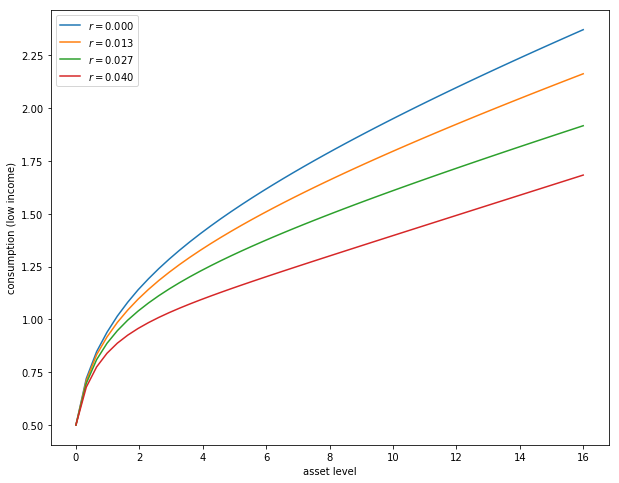 r = 0.000
r = 0.013
r = 0.027
r = 0.040
2.25
2.00
1.75
1.50
1.25
1.00
0.75
0.50
consumption (low income)
0 2 4 6 8 10 12 14 16
asset level